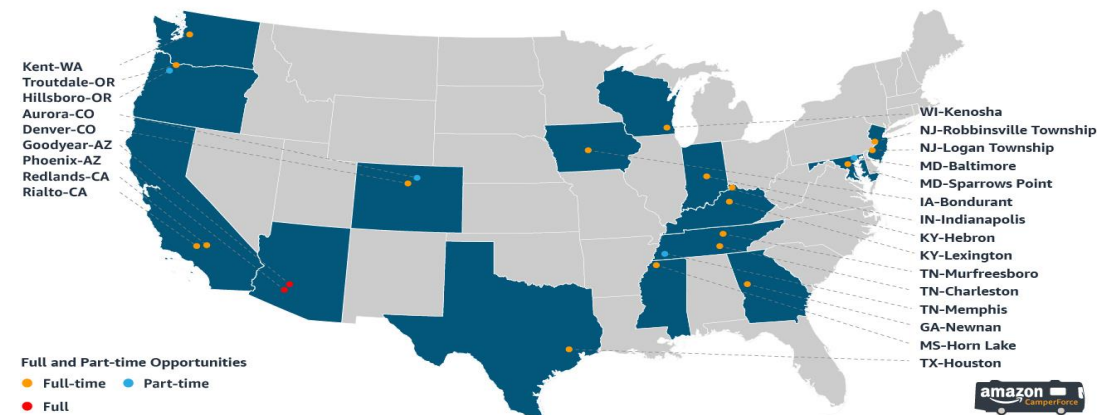 Kent-WA
Troutdale-OR
Hillsboro-OR
Aurora-CO
Denver-CO
Goodyear-AZ
Phoenix-AZ
Redlands-CA
Rialto-CA
WI-Kenosha
NJ-Robbinsville Township
NJ-Logan Township
MD-Baltimore
MD-Sparrows Point
IA-Bondurant
IN-Indianapolis
KY-Hebron
KY-Lexington
TN-Murfreesboro
TN-Charleston
TN-Memphis
GA-Newnan
MS-Horn Lake
TX-Houston
Full and Part-time Opportunities
Full-time
Part-time
Full
amazon
CamperForce